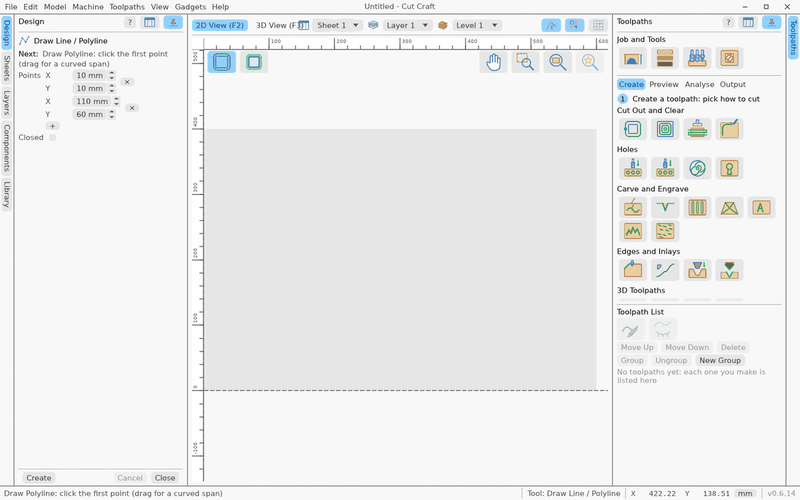 Untitled - Cut Craft
File Edit Model Machine Toolpaths View Gadgets Help
Design
Sheets
Layers
Components
Library
Design
?
Draw Line / Polyline
Next: Draw Polyline: click the first point
(drag for a curved span)
Points X 10 mm
Y 10 mm
X 110 mm
Y 60 mm
+
Closed
Create Cancel Close
2D View (F2) 3D View (F3) Sheet 1 Layer 1 Level 1
100 200 300 400 500 600
500
400
300
200
100
0
-100
Toolpaths
?
Toolpaths
Job and Tools
Create Preview Analyse Output
1 Create a toolpath: pick how to cut
Cut Out and Clear
Holes
Carve and Engrave
A
Edges and Inlays
3D Toolpaths
Toolpath List
Move Up Move Down Delete
Group Ungroup New Group
No toolpaths yet; each one you make is
listed here
Draw Polyline: click the first point (drag for a curved span)
Tool: Draw Line / Polyline X 422.22 Y 138.51 mm v0.6.14